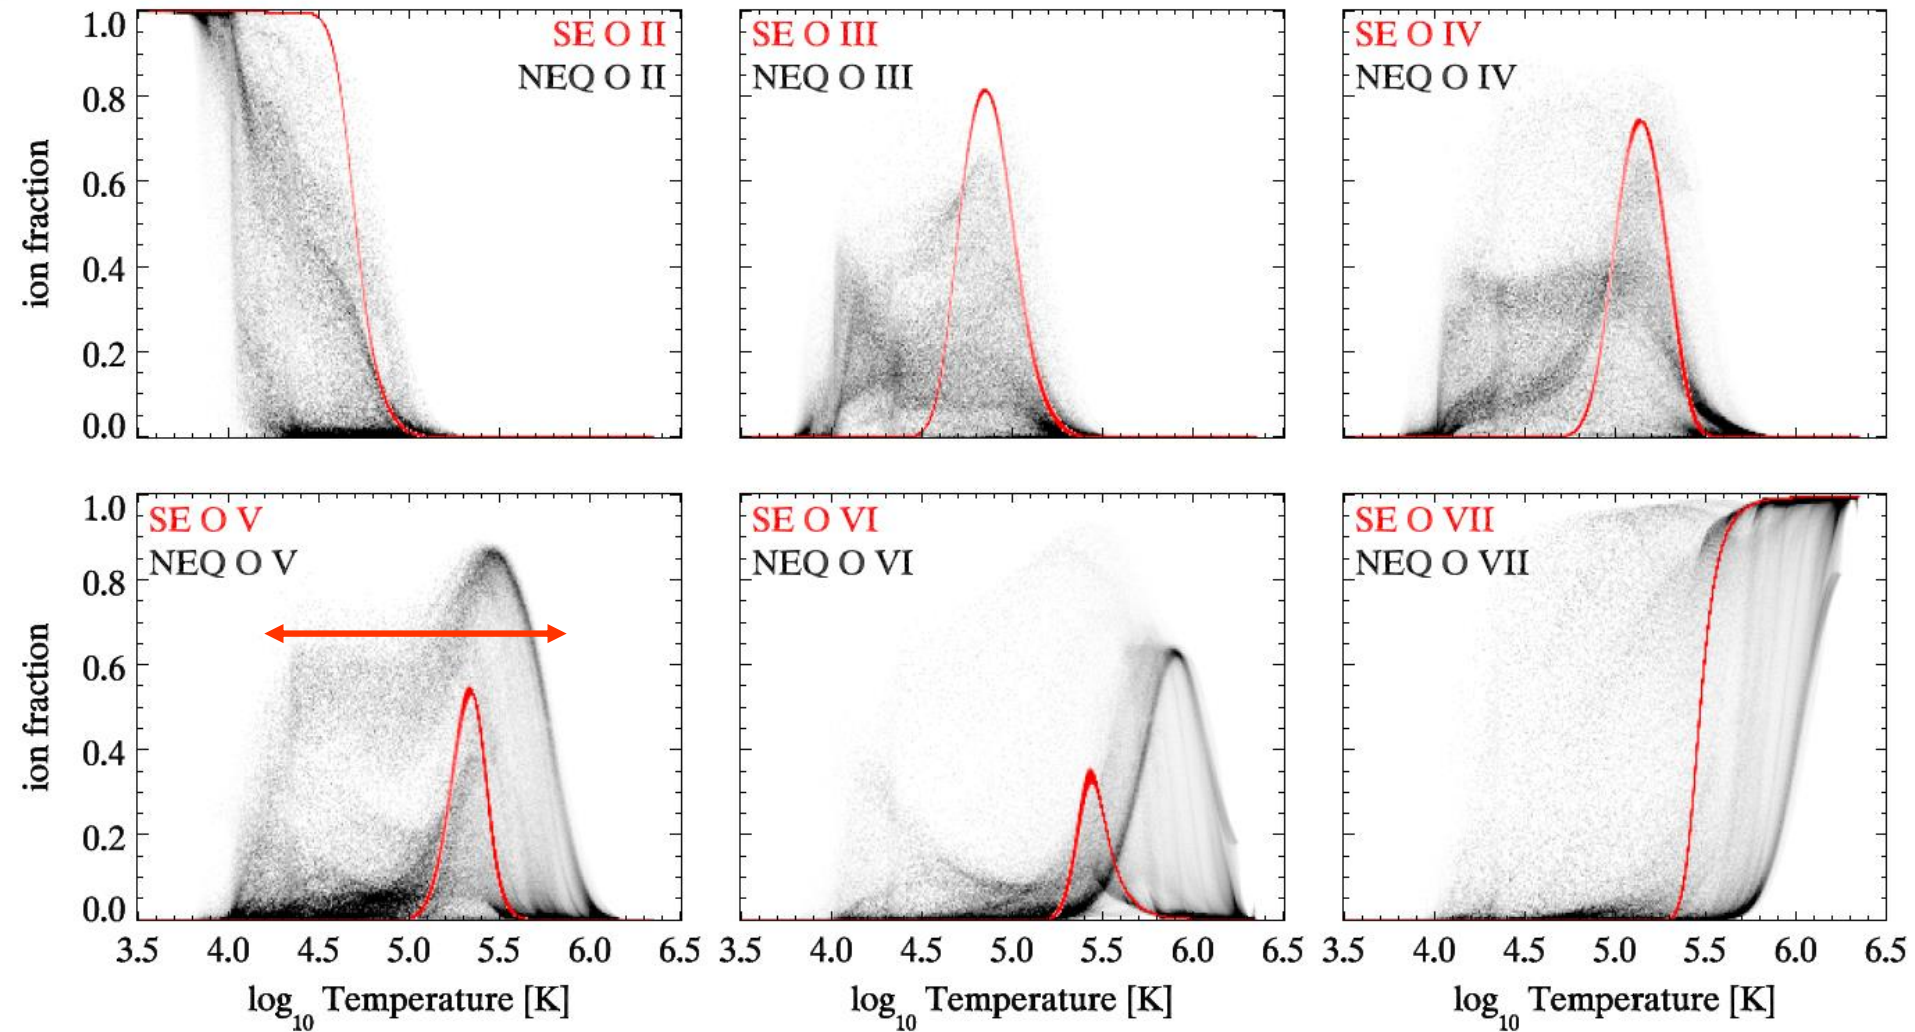 SE O II
NEQ O II
SE O III
NEQ O III
SE O IV
NEQ O IV
1.0
0.8
0.6
0.4
0.2
0.0
ion fraction
SE O V
NEQ O V
SE O VI
NEQ O VI
SE O VII
NEQ O VII
1.0
0.8
0.6
0.4
0.2
0.0
ion fraction
3.5 4.0 4.5 5.0 5.5 6.0 6.5 3.5 4.0 4.5 5.0 5.5 6.0 6.5 3.5 4.0 4.5 5.0 5.5 6.0 6.5
log10 Temperature [K] log10 Temperature [K] log10 Temperature [K]